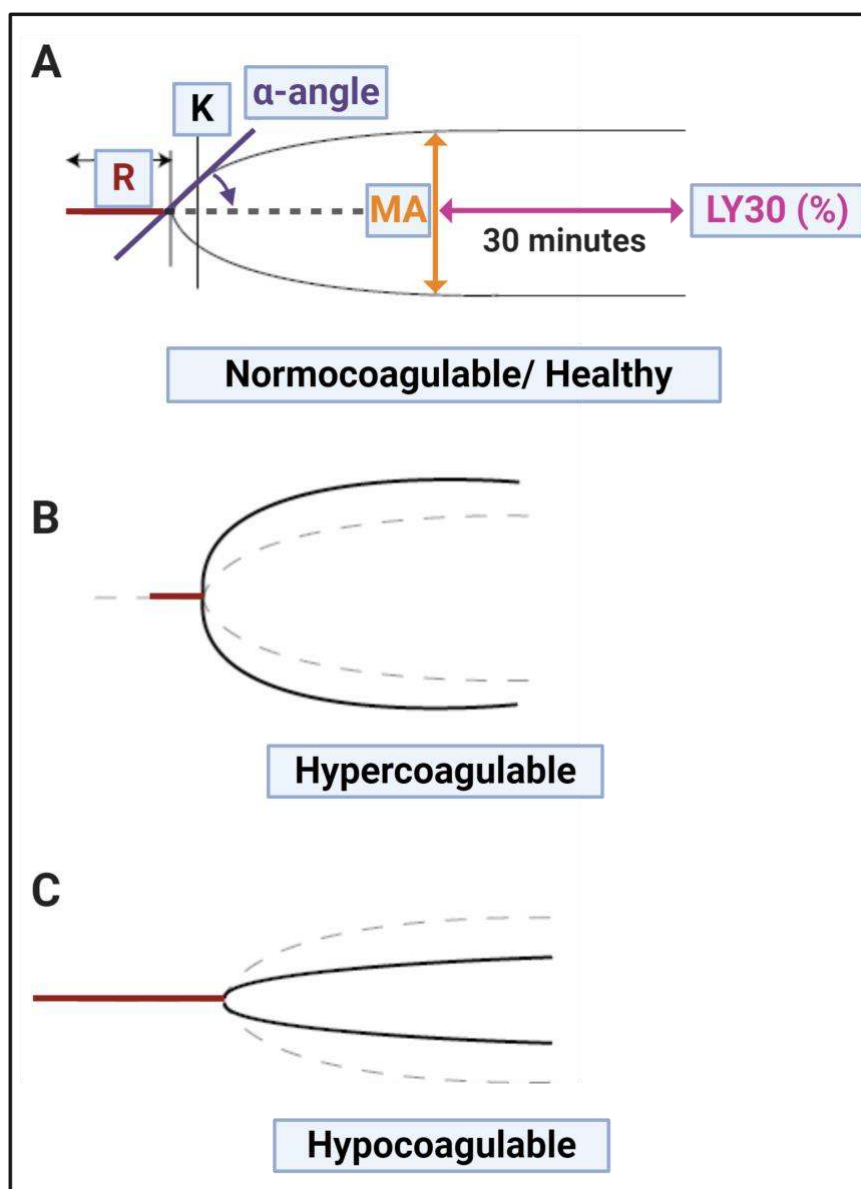 A
α-angle
K
R
MA
30 minutes
LY30 (%)
Normocoagulable/ Healthy
B
Hypercoagulable
C
Hypocoagulable